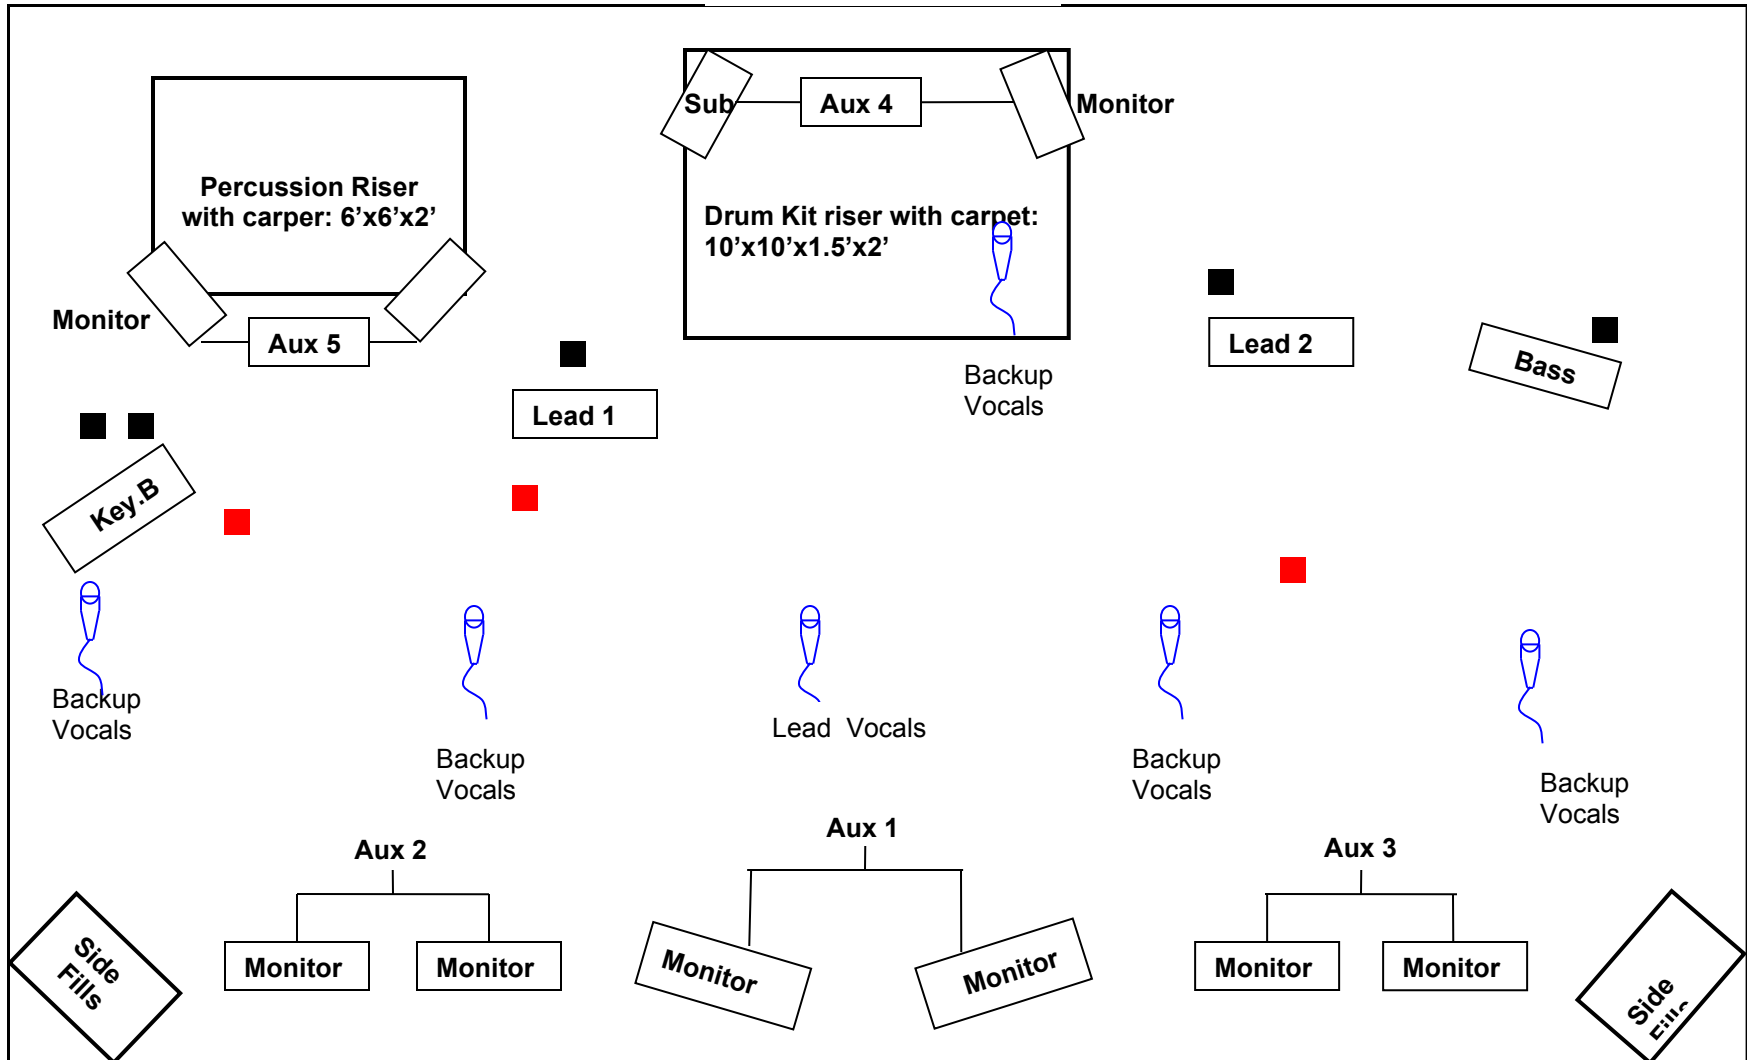 Sub
Aux 4
Monitor
Percussion Riser
with carper: 6’x6’x2’
Drum Kit riser with carpet:
10’x10’x1.5’x2’
Monitor
Aux 5
Lead 2
Bass
Backup
Vocals
Lead 1
Key.B
Backup
Vocals
Backup
Vocals
Lead Vocals
Backup
Vocals
Backup
Vocals
Aux 2
Aux 1
Aux 3
Side
Fills
Monitor
Monitor
Monitor
Monitor
Monitor
Monitor
Side